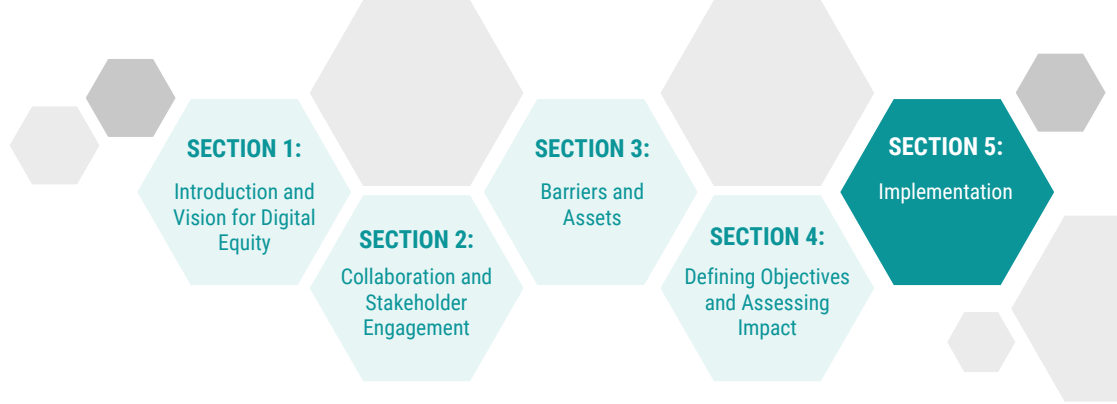 SECTION 1:
Introduction and
Vision for Digital
Equity
SECTION 2:
Collaboration and
Stakeholder
Engagement
SECTION 3:
Barriers and
Assets
SECTION 4:
Defining Objectives
and Assessing
Impact
SECTION 5:
Implementation